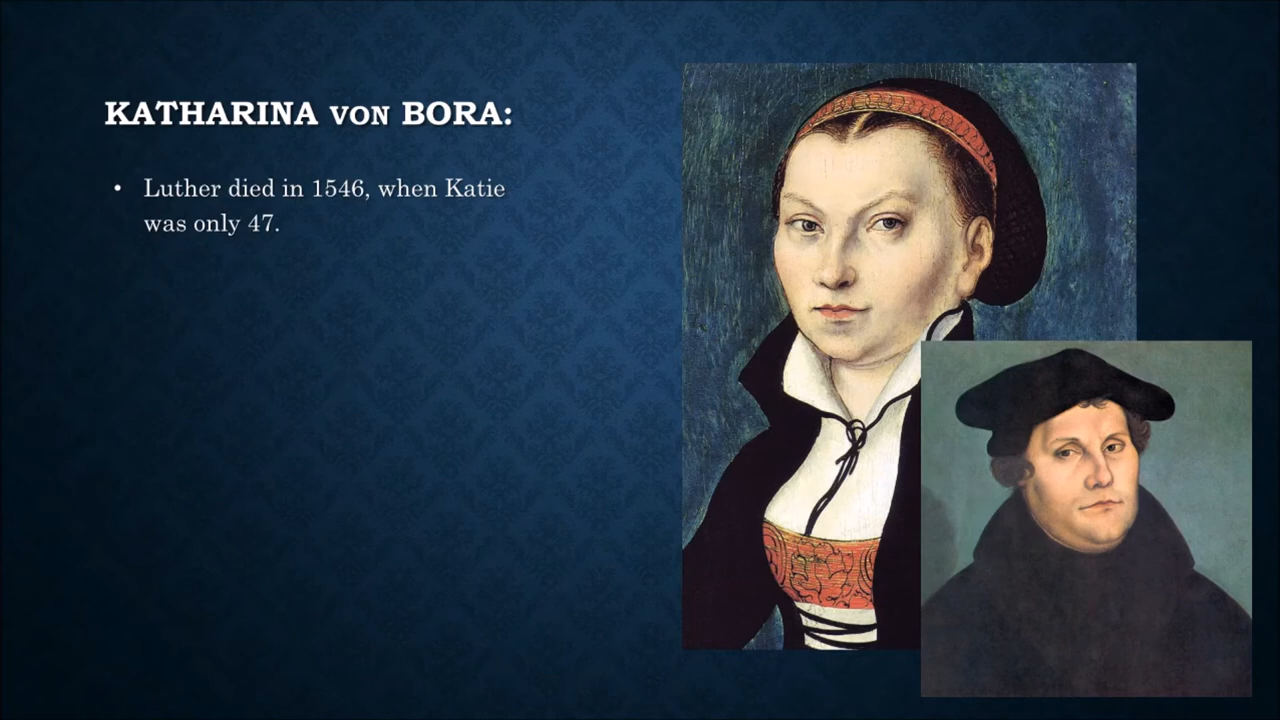 KATHARINA VON BORA:
• Luther died in 1546, when Katie
was only 47.